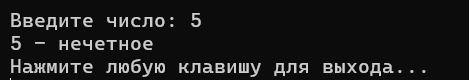 Введите число: 5
5 - нечетное
Нажмите любую клавишу для выхода...